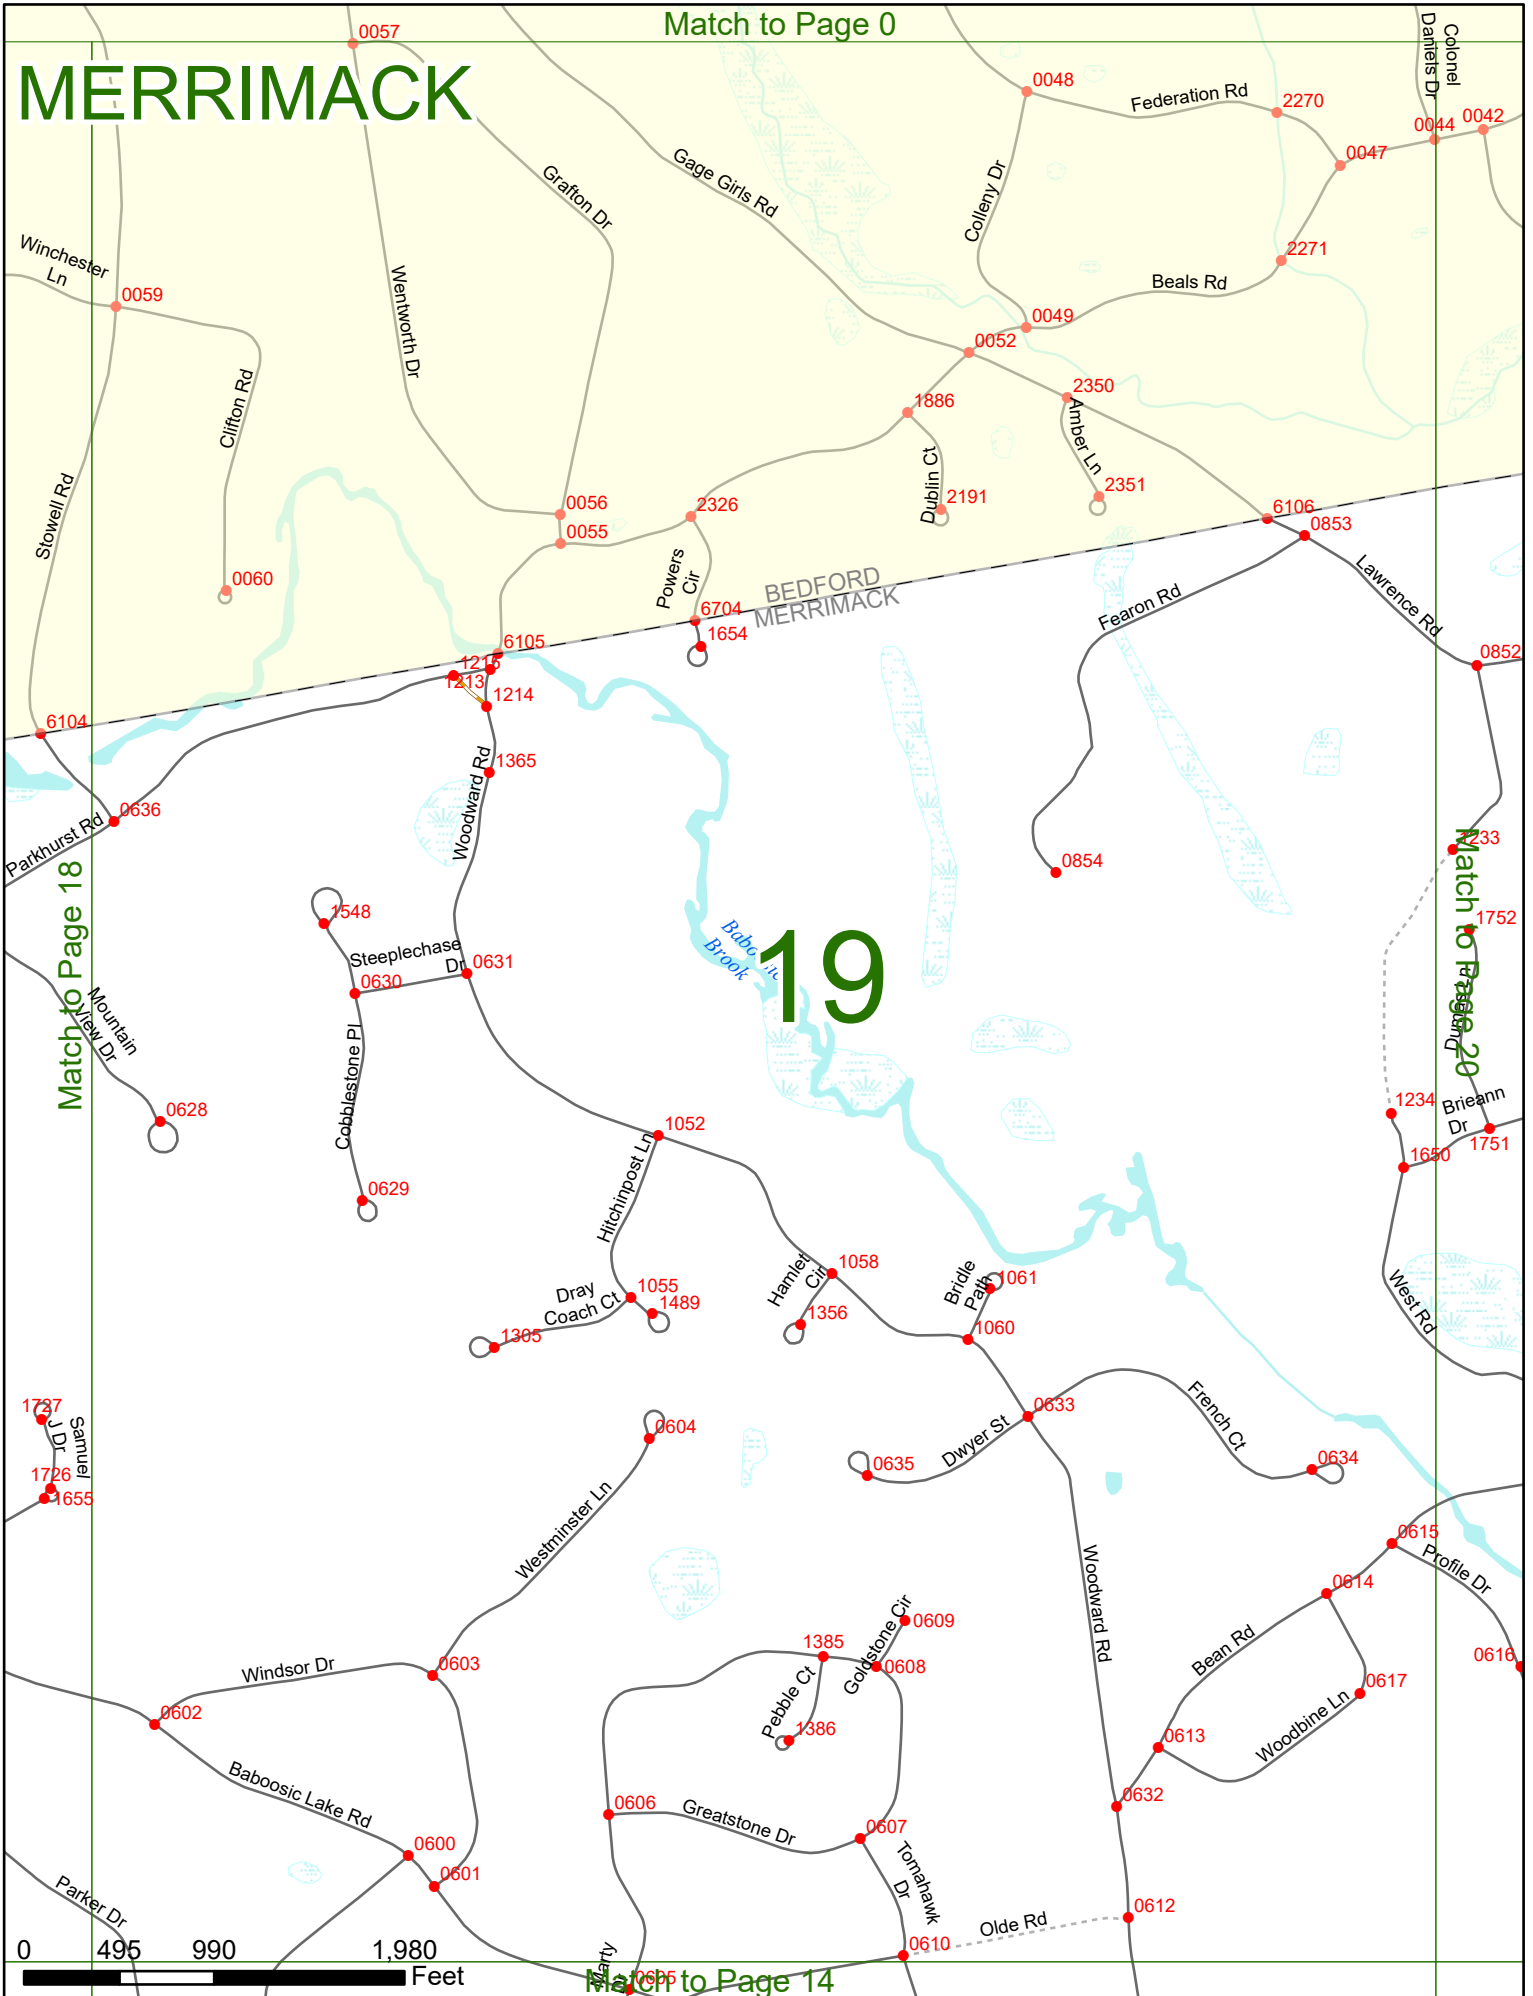 Match to Page 0
MERRIMACK
0057
0048
Federation Rd
2270
Colonel
Daniels Dr
0044
0042
0047
Gage Girls Rd
Grafton Dr
Colleny Dr
Winchester
Ln
0059
Wentworth Dr
2271
Beals Rd
0049
0052
2350
Clifton Rd
1886
Amber Ln
Stowell Rd
Dublin Ct
2191
2351
0056
0055
2326
6106
0853
0060
Powers
Cir
BEDFORD
MERRIMACK
Fearon Rd
Lawrence Rd
6704
1654
6105
1215
1213
1214
0852
6104
1365
Woodward Rd
0636
Parkhurst Rd
Match to Page 18
0854
1233
Match to Page 20
1548
Steeplechase
Dr
0631
0630
Brook
19
1752
Mountain
View Dr
Cobblestone Pl
0628
1052
1234
Brieann
Dr
1751
1650
0629
Hitchinpost Ln
1058
Hamlet
Cir
Bridle
Path
1061
Dray
Coach Ct
1055
1489
1305
1356
1060
West Rd
1727
Samuel
J Dr
0604
0633
Dwyer St
French Ct
0635
0634
1726
1655
Westminster Ln
Woodward Rd
0615
Profile Dr
0614
Goldstone Cir
0609
Bean Rd
1385
0608
Windsor Dr
0603
0616
0602
Pebble Ct
1386
0617
Woodbine Ln
0613
Baboosic Lake Rd
0606
Greatstone Dr
0607
0632
0600
0601
Tomahawk
Dr
Parker Dr
Olde Rd
0612
0610
Marty
0605
0 495 990 1,980
Feet
Match to Page 14